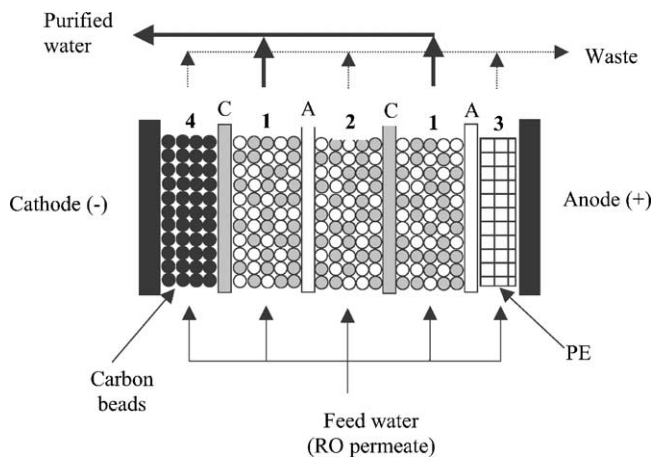 Purified
water
Waste
C
A
C
A
4
1
2
1
3
Cathode (-)
Anode (+)
Carbon
beads
PE
Feed water
(RO permeate)